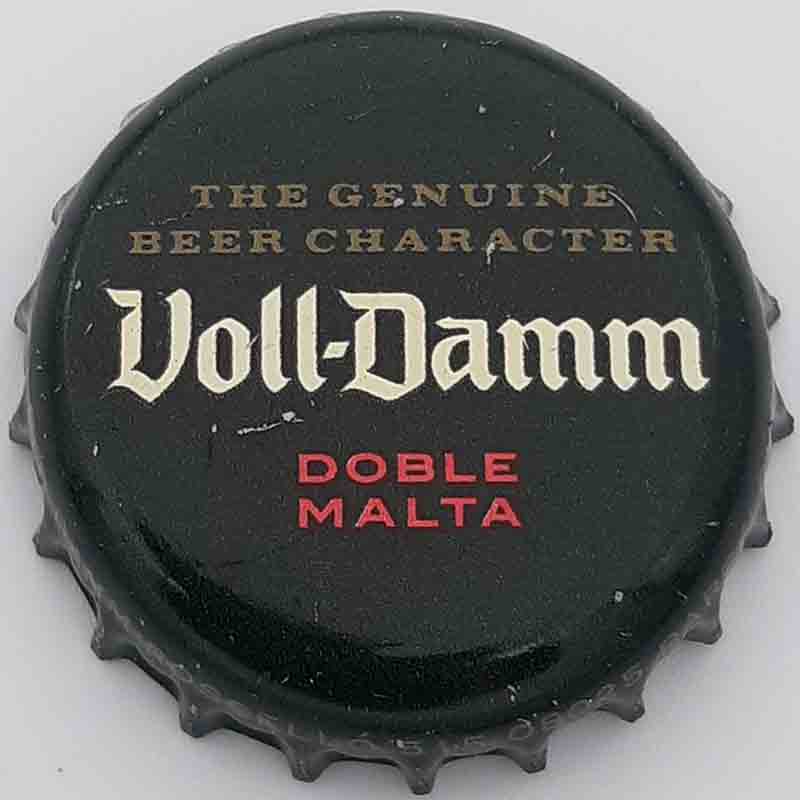 THE GENUINE
BEER CHARACTER
Voll-Damm
DOBLE
MALTA